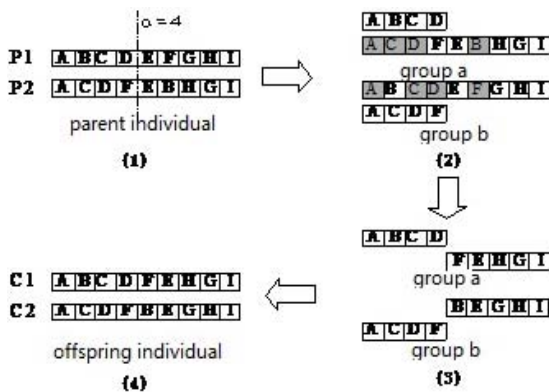 a=4
P1 A B C D E F G H I
P2 A C D F E B H G I
parent individual
(1)
A B C D
A C D F E B H G I
group a
A B C D E F G H I
A C D F
group b
(2)
A B C D
F E H G I
group a
B E G H I
A C D F
group b
(3)
C1 A B C D F E H G I
C2 A C D F B E G H I
offspring individual
(4)